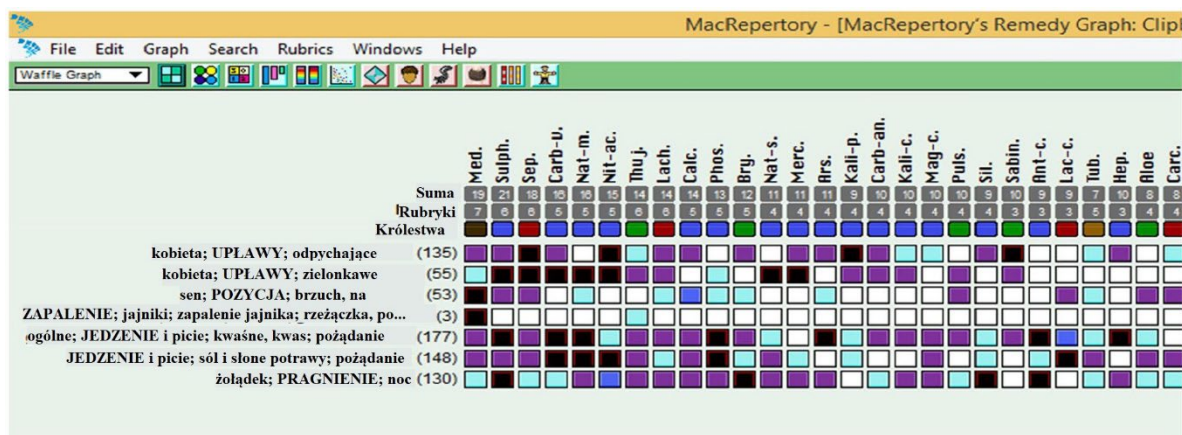 MacRepertory - [MacRepertory's Remedy Graph: Clip
File Edit Graph Search Rubrics Windows Help
Waffle Graph
Med. Sulph. Sep. Carb-v. Nat-m. Nit-ac. Thuj. Lach. Calc. Phos. Bry. Nat-s. Merc. Ars. Kali-p. Carb-an. Kali-c. Mag-c. Puls. Sil. Sabin. Ant-c. Lac-c. Tub. Hep. Aloe Carc.
Suma 19 21 18 16 16 15 14 14 14 13 12 11 11 11 9 10 10 10 10 9 10 9 9 7 10 8 8
Rubryki 7 6 6 5 5 5 6 6 5 5 5 4 4 4 4 4 4 4 4 4 3 3 3 5 3 4 4
Królestwa
kobieta; UPŁAWY; odpychające (135)
kobieta; UPŁAWY; zielonkawe (55)
sen; POZYCJA; brzuch, na (53)
ZAPALENIE; jajniki; zapalenie jajnika; rzeżączka, po... (3)
ogólne; JEDZENIE i picie; kwaśne, kwas; pożądanie (177)
JEDZENIE i picie; sól i słone potrawy; pożądanie (148)
żołądek; PRAGNIENIE; noc (130)